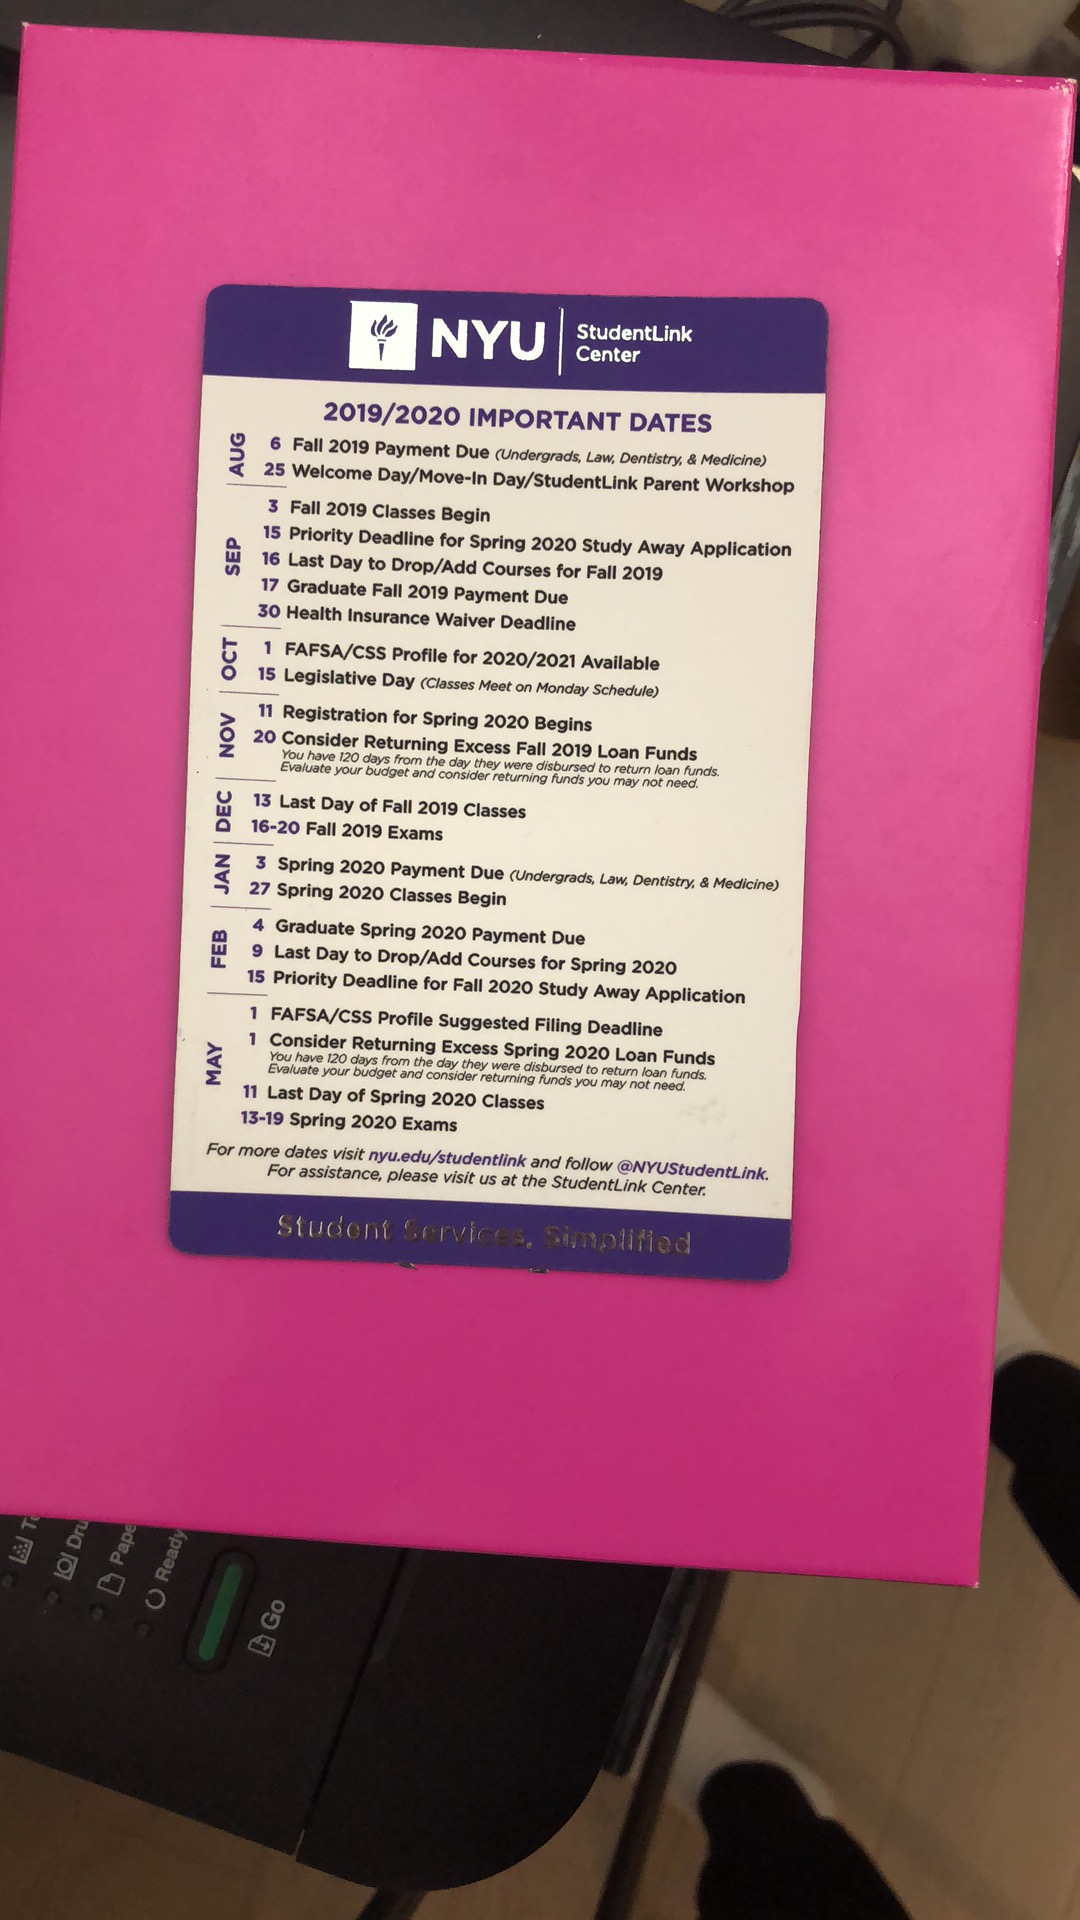 NYU StudentLink
Center
2019/2020 IMPORTANT DATES
AUG
6 Fall 2019 Payment Due (Undergrads, Law, Dentistry, & Medicine)
25 Welcome Day/Move-In Day/StudentLink Parent Workshop
SEP
3 Fall 2019 Classes Begin
15 Priority Deadline for Spring 2020 Study Away Application
16 Last Day to Drop/Add Courses for Fall 2019
17 Graduate Fall 2019 Payment Due
30 Health Insurance Waiver Deadline
OCT
1 FAFSA/CSS Profile for 2020/2021 Available
15 Legislative Day (Classes Meet on Monday Schedule)
NOV
11 Registration for Spring 2020 Begins
20 Consider Returning Excess Fall 2019 Loan Funds
You have 120 days from the day they were disbursed to return loan funds.
Evaluate your budget and consider returning funds you may not need.
DEC
13 Last Day of Fall 2019 Classes
16-20 Fall 2019 Exams
JAN
3 Spring 2020 Payment Due (Undergrads, Law, Dentistry, & Medicine)
27 Spring 2020 Classes Begin
FEB
4 Graduate Spring 2020 Payment Due
9 Last Day to Drop/Add Courses for Spring 2020
15 Priority Deadline for Fall 2020 Study Away Application
MAY
1 FAFSA/CSS Profile Suggested Filing Deadline
1 Consider Returning Excess Spring 2020 Loan Funds
You have 120 days from the day they were disbursed to return loan funds.
Evaluate your budget and consider returning funds you may not need.
11 Last Day of Spring 2020 Classes
13-19 Spring 2020 Exams
For more dates visit nyu.edu/studentlink and follow @NYUStudentLink.
For assistance, please visit us at the StudentLink Center.
Student Services, Simplified
Ready
Go